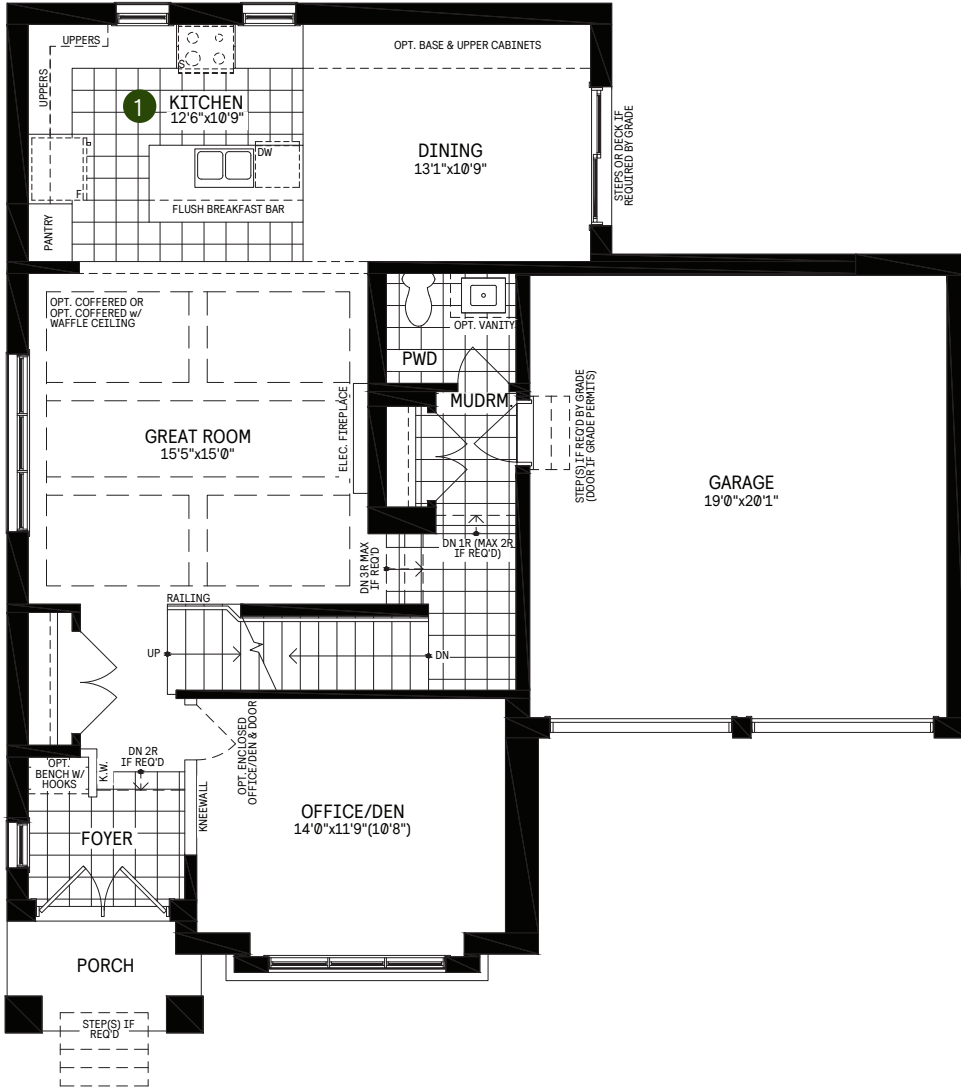 UPPERS
OPT. BASE & UPPER CABINETS
S
UPPERS
1
KITCHEN
12'6"x10'9"
STEPS OR DECK IF
REQUIRED BY GRADE
DINING
13'1"x10'9"
DW
F
FLUSH BREAKFAST BAR
PANTRY
OPT. COFFERED OR
OPT. COFFERED w/
WAFFLE CEILING
OPT. VANITY
PWD
MUDRM.
STEP(S) IF REQ'D BY GRADE
(DOOR IF GRADE PERMITS)
ELEC. FIREPLACE
GREAT ROOM
15'5"x15'0"
GARAGE
19'0"x20'1"
DN 1R (MAX 2R
IF REQ'D)
DN 3R MAX
IF REQ'D
RAILING
UP
DN
OPT. ENCLOSED
OFFICE/DEN & DOOR
DN 2R
IF REQ'D
K.W.
OPT.
BENCH W/
HOOKS
KNEEWALL
OFFICE/DEN
14'0"x11'9"(10'8")
FOYER
PORCH
STEP(S) IF
REQ'D